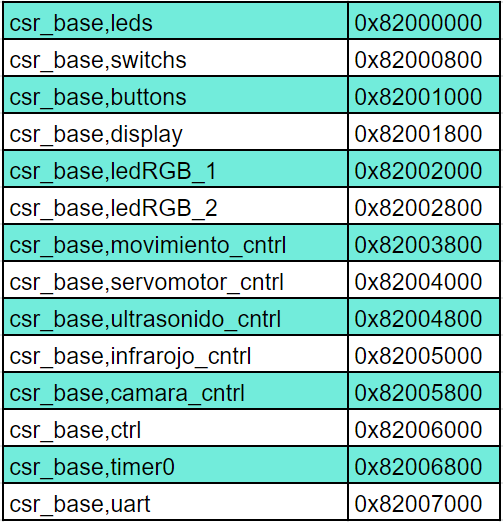 csr_base,leds 0x82000000
csr_base,switchs 0x82000800
csr_base,buttons 0x82001000
csr_base,display 0x82001800
csr_base,ledRGB_1 0x82002000
csr_base,ledRGB_2 0x82002800
csr_base,movimiento_cntrl 0x82003800
csr_base,servomotor_cntrl 0x82004000
csr_base,ultrasonido_cntrl 0x82004800
csr_base,infrarojo_cntrl 0x82005000
csr_base,camara_cntrl 0x82005800
csr_base,ctrl 0x82006000
csr_base,timer0 0x82006800
csr_base,uart 0x82007000